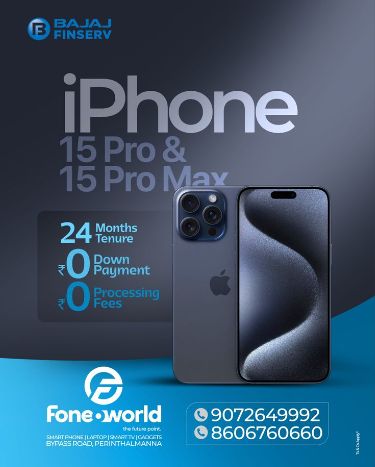 B BAJAJ
FINSERV
iPhone
15 Pro &
15 Pro Max
24 Months
Tenure
₹0 Down
Payment
₹0 Processing
Fees
Fone world
the future point.
SMART PHONE | LAPTOP | SMART TV | GADGETS
BYPASS ROAD, PERINTHALMANNA
9072649992
8606760660
T&C apply*